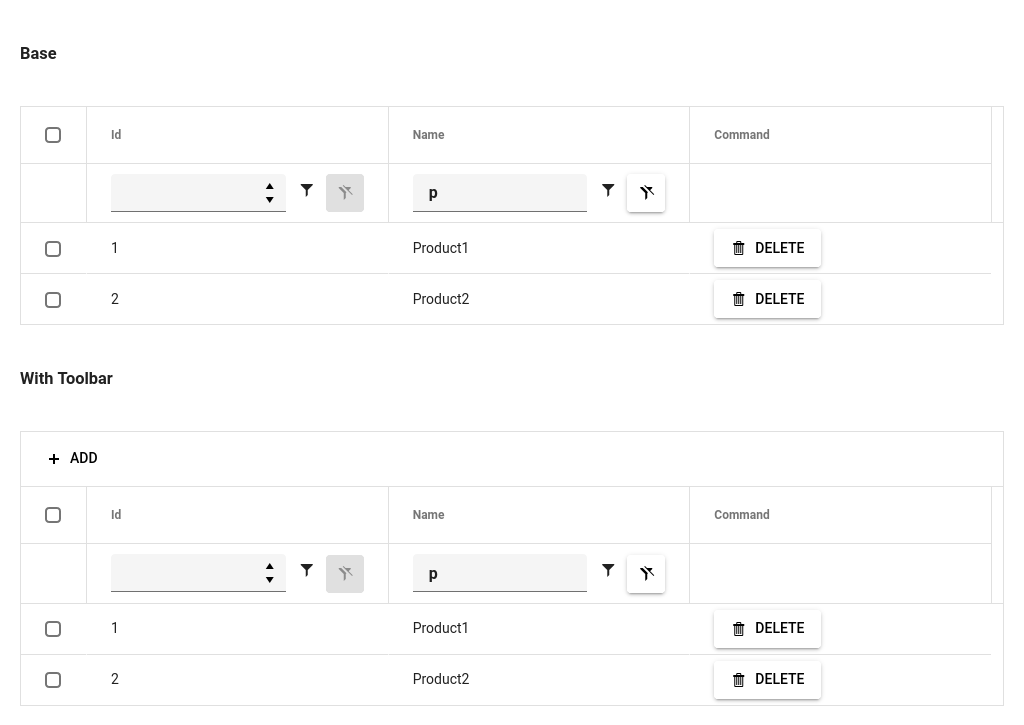 Base
Id Name Command
p
1 Product1 DELETE
2 Product2 DELETE
With Toolbar
ADD
Id Name Command
p
1 Product1 DELETE
2 Product2 DELETE